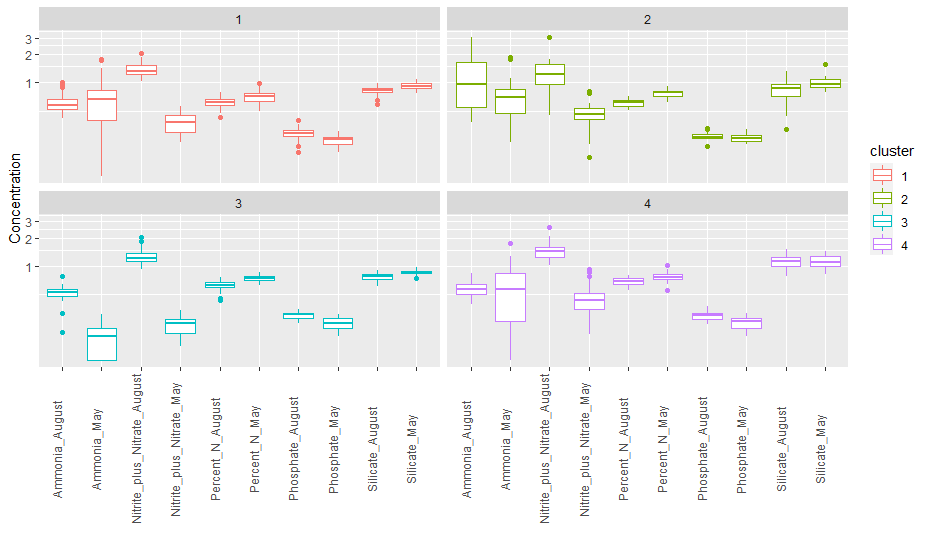 1
2
3
2
1
3
4
3
2
1
Concentration
cluster
1
2
3
4
Ammonia_August
Ammonia_May
Nitrite_plus_Nitrate_August
Nitrite_plus_Nitrate_May
Percent_N_August
Percent_N_May
Phosphate_August
Phosphate_May
Silicate_August
Silicate_May
Ammonia_August
Ammonia_May
Nitrite_plus_Nitrate_August
Nitrite_plus_Nitrate_May
Percent_N_August
Percent_N_May
Phosphate_August
Phosphate_May
Silicate_August
Silicate_May